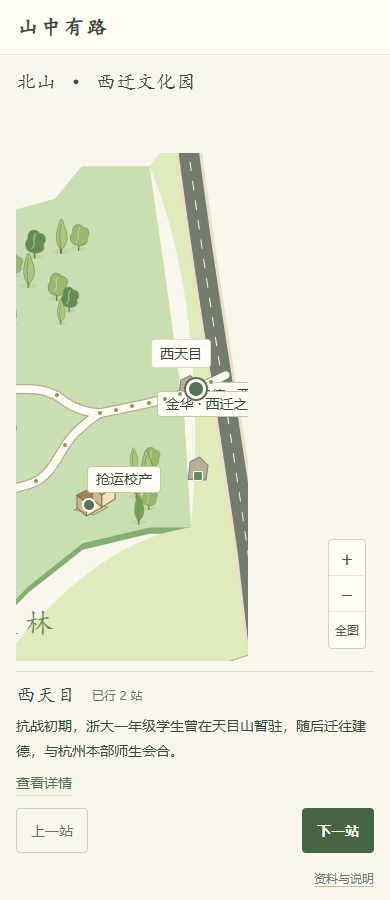 山中有路
北山 • 西迁文化园
西天目
金华·西迁之
抢运校产
林
+
−
全图
西天目 已行 2 站
抗战初期，浙大一年级学生曾在天目山暂驻，随后迁往建
德，与杭州本部师生会合。
查看详情
上一站 下一站
资料与说明